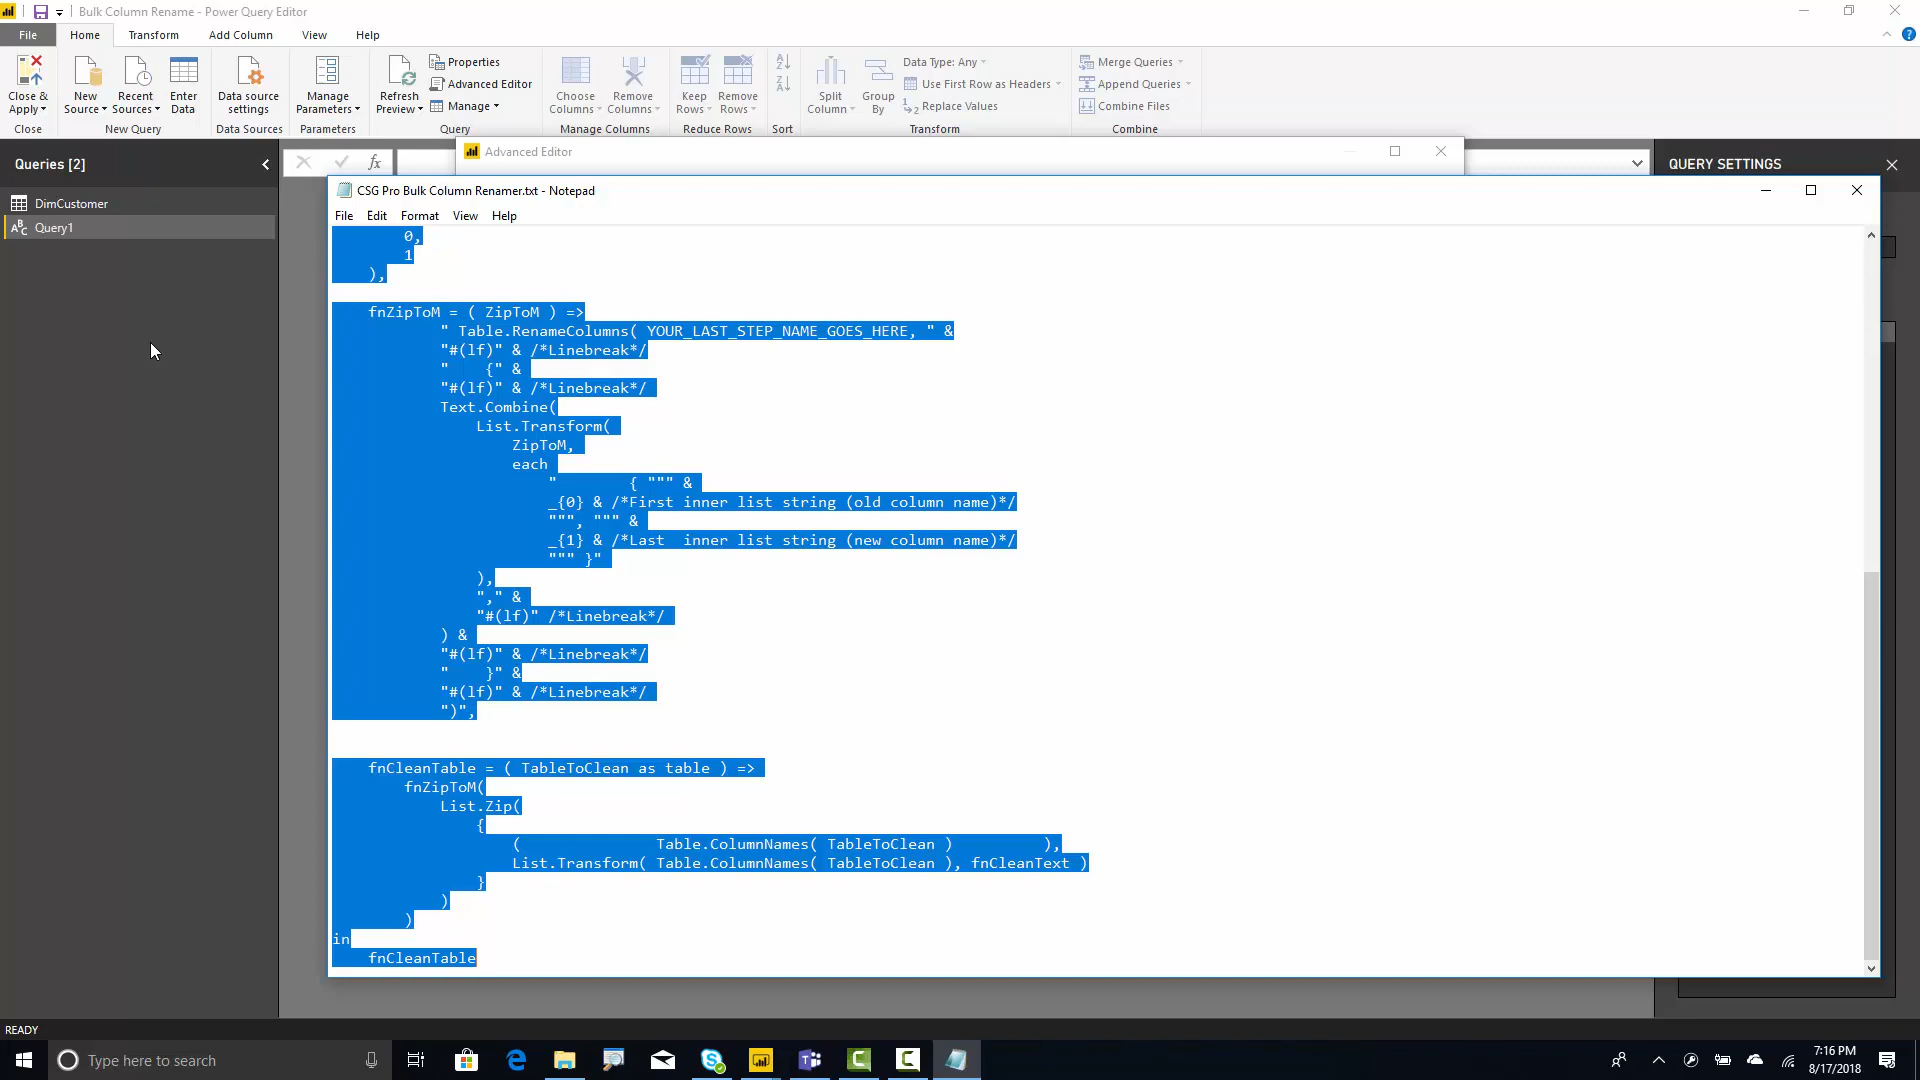 Bulk Column Rename - Power Query Editor
File Home Transform Add Column View Help
Close & Apply
New Source
Recent Sources
Enter Data
Data source settings
Manage Parameters
Refresh Preview
Properties
Advanced Editor
Manage
Choose Columns
Remove Columns
Keep Rows
Remove Rows
Split Column
Group By
Data Type: Any
Use First Row as Headers
Replace Values
Merge Queries
Append Queries
Combine Files
Close New Query Data Sources Parameters Query Manage Columns Reduce Rows Sort Transform Combine
Queries [2]
fx
Advanced Editor
QUERY SETTINGS
DimCustomer
Query1
CSG Pro Bulk Column Renamer.txt - Notepad
File Edit Format View Help
0,
1
),
fnZipToM = ( ZipToM ) =>
" Table.RenameColumns( YOUR_LAST_STEP_NAME_GOES_HERE, " &
"#(lf)" & /*Linebreak*/
"    {" &
"#(lf)" & /*Linebreak*/
Text.Combine(
List.Transform(
ZipToM,
each
"        { """ &
_{0} & /*First inner list string (old column name)*/
""", """ &
_{1} & /*Last  inner list string (new column name)*/
""" }"
),
"," &
"#(lf)" /*Linebreak*/
) &
"#(lf)" & /*Linebreak*/
"    }" &
"#(lf)" & /*Linebreak*/
")",
fnCleanTable = ( TableToClean as table ) =>
fnZipToM(
List.Zip(
{
(               Table.ColumnNames( TableToClean )          ),
List.Transform( Table.ColumnNames( TableToClean ), fnCleanText )
}
)
)
in
fnCleanTable
READY
Type here to search
7:16 PM
8/17/2018